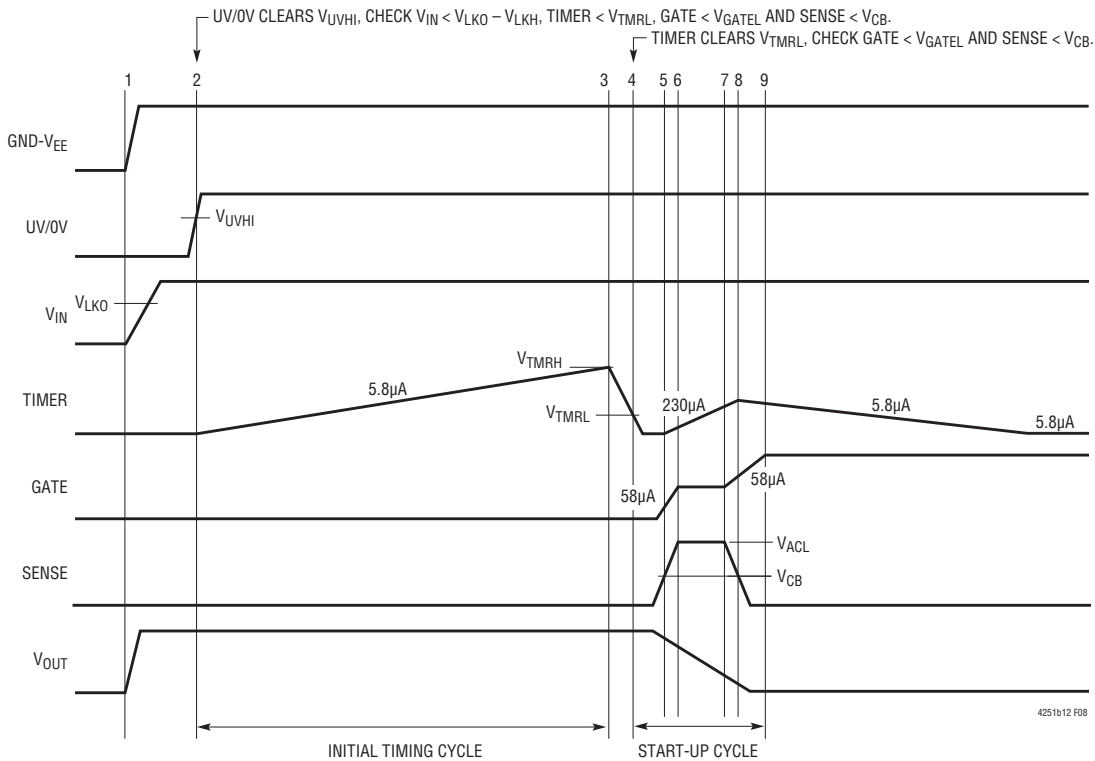 UV/0V CLEARS VUVHI, CHECK VIN < VLKO – VLKH, TIMER < VTMRL, GATE < VGATEL AND SENSE < VCB.
TIMER CLEARS VTMRL, CHECK GATE < VGATEL AND SENSE < VCB.
1 2 3 4 5 6 7 8 9
GND-VEE
UV/0V
VUVHI
VIN
VLKO
TIMER
5.8µA
VTMRH
VTMRL
230µA
5.8µA
5.8µA
GATE
58µA
58µA
SENSE
VACL
VCB
VOUT
4251b12 F08
INITIAL TIMING CYCLE
START-UP CYCLE